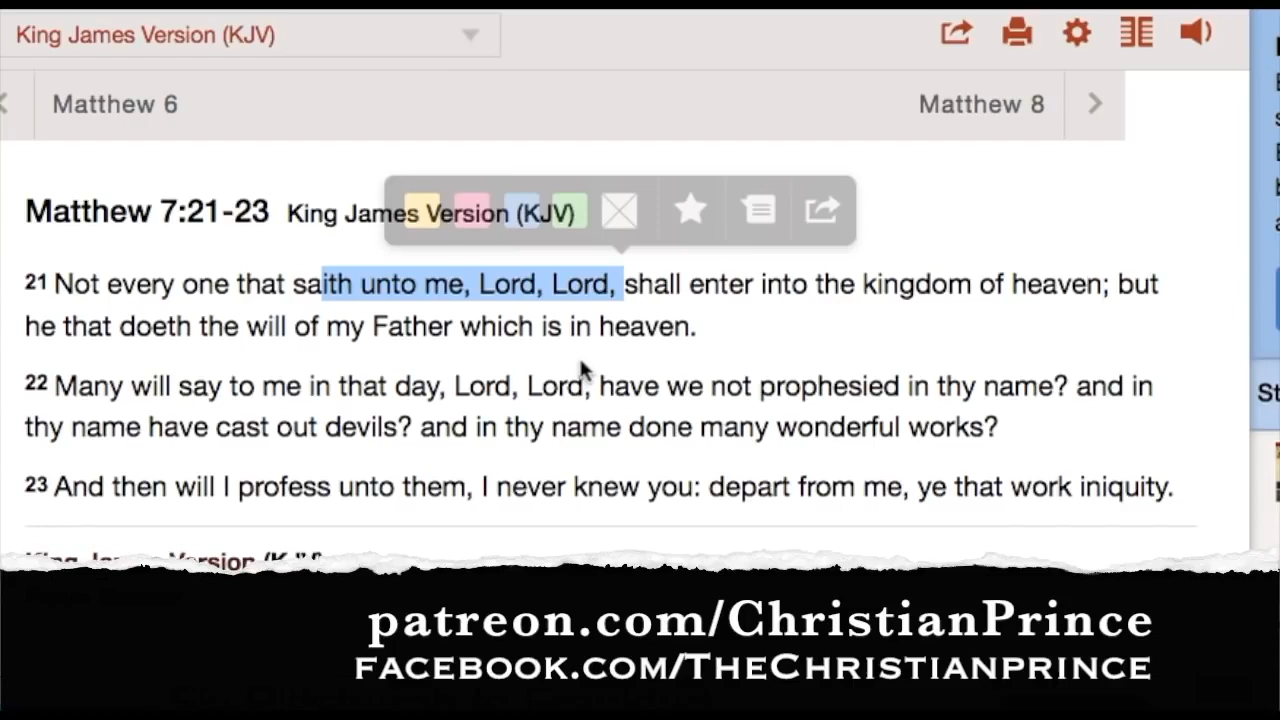 King James Version (KJV)
Matthew 6
Matthew 8
Matthew 7:21-23 King James Version (KJV)
21 Not every one that saith unto me, Lord, Lord, shall enter into the kingdom of heaven; but
he that doeth the will of my Father which is in heaven.
22 Many will say to me in that day, Lord, Lord, have we not prophesied in thy name? and in
thy name have cast out devils? and in thy name done many wonderful works?
23 And then will I profess unto them, I never knew you: depart from me, ye that work iniquity.
King James Version
patreon.com/ChristianPrince
FACEBOOK.COM/THECHRISTIANPRINCE